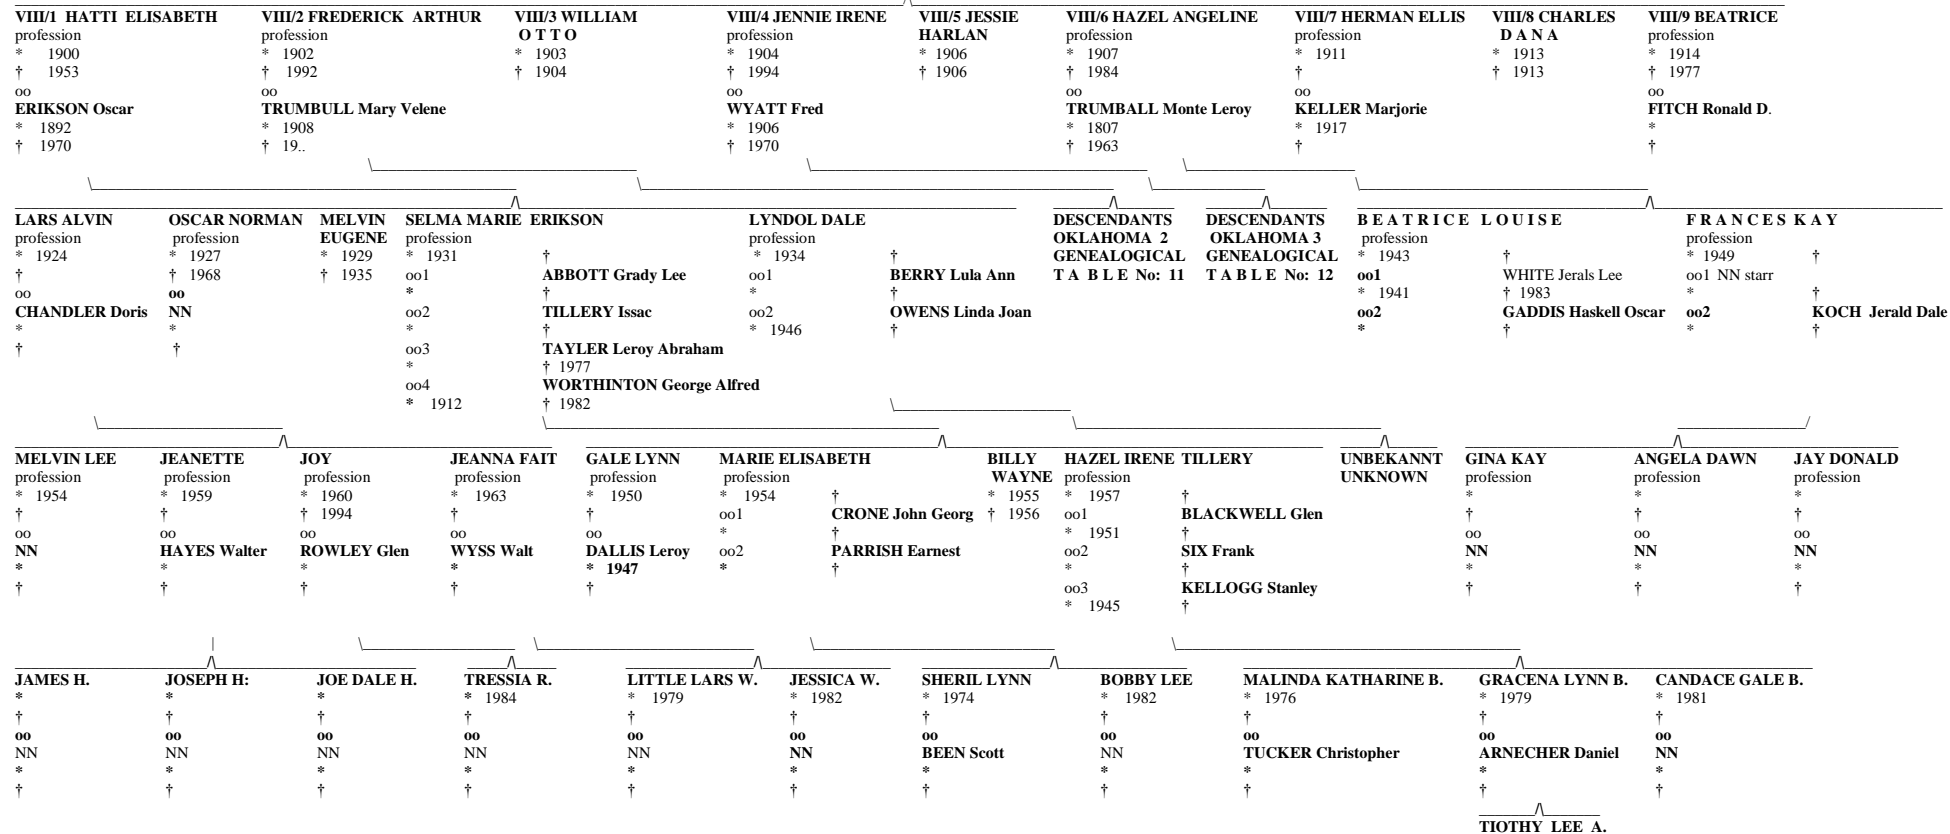 VIII/1 HATTI ELISABETH
profession
* 1900
† 1953
oo
ERIKSON Oscar
* 1892
† 1970
VIII/2 FREDERICK ARTHUR
profession
* 1902
† 1992
oo
TRUMBULL Mary Velene
* 1908
† 19..
VIII/3 WILLIAM
O T T O
* 1903
† 1904
VIII/4 JENNIE IRENE
profession
* 1904
† 1994
oo
WYATT Fred
* 1906
† 1970
VIII/5 JESSIE
HARLAN
* 1906
† 1906
VIII/6 HAZEL ANGELINE
profession
* 1907
† 1984
oo
TRUMBALL Monte Leroy
* 1807
† 1963
VIII/7 HERMAN ELLIS
profession
* 1911
†
oo
KELLER Marjorie
* 1917
†
VIII/8 CHARLES
D A N A
* 1913
† 1913
VIII/9 BEATRICE
profession
* 1914
† 1977
oo
FITCH Ronald D.
*
†
LARS ALVIN
profession
* 1924
†
oo
CHANDLER Doris
*
†
OSCAR NORMAN
profession
* 1927
† 1968
oo
NN
*
†
MELVIN
EUGENE
* 1929
† 1935
SELMA MARIE ERIKSON
profession
* 1931 †
oo1 ABBOTT Grady Lee
* †
oo2 TILLERY Issac
* †
oo3 TAYLER Leroy Abraham
* † 1977
oo4 WORTHINTON George Alfred
* 1912 † 1982
LYNDOL DALE
profession
* 1934 †
oo1 BERRY Lula Ann
* †
oo2 OWENS Linda Joan
* 1946 †
DESCENDANTS
OKLAHOMA 2
GENEALOGICAL
T A B L E No: 11
DESCENDANTS
OKLAHOMA 3
GENEALOGICAL
T A B L E No: 12
B E A T R I C E L O U I S E
profession
* 1943 †
oo1 WHITE Jerals Lee
* 1941 † 1983
oo2 GADDIS Haskell Oscar
* †
F R A N C E S K A Y
profession
* 1949 †
oo1 NN starr
* †
oo2 KOCH Jerald Dale
* †
MELVIN LEE
profession
* 1954
†
oo
NN
*
†
JEANETTE
profession
* 1959
†
oo
HAYES Walter
*
†
JOY
profession
* 1960
† 1994
oo
ROWLEY Glen
*
†
JEANNA FAIT
profession
* 1963
†
oo
WYSS Walt
*
†
GALE LYNN
profession
* 1950
†
oo
DALLIS Leroy
* 1947
†
MARIE ELISABETH
profession
* 1954 †
oo1 CRONE John Georg
* †
oo2 PARRISH Earnest
* †
BILLY
WAYNE
* 1955
† 1956
HAZEL IRENE TILLERY
profession
* 1957 †
oo1 BLACKWELL Glen
* 1951 †
oo2 SIX Frank
* †
oo3 KELLOGG Stanley
* 1945 †
UNBEKANNT
UNKNOWN
GINA KAY
profession
*
†
oo
NN
*
†
ANGELA DAWN
profession
*
†
oo
NN
*
†
JAY DONALD
profession
*
†
oo
NN
*
†
JAMES H.
*
†
oo
NN
*
†
JOSEPH H:
*
†
oo
NN
*
†
JOE DALE H.
*
†
oo
NN
*
†
TRESSIA R.
* 1984
†
oo
NN
*
†
LITTLE LARS W.
* 1979
†
oo
NN
*
†
JESSICA W.
* 1982
†
oo
NN
*
†
SHERIL LYNN
* 1974
†
oo
BEEN Scott
*
†
BOBBY LEE
* 1982
†
oo
NN
*
†
MALINDA KATHARINE B.
* 1976
†
oo
TUCKER Christopher
*
†
GRACENA LYNN B.
* 1979
†
oo
ARNECHER Daniel
*
†
CANDACE GALE B.
* 1981
†
oo
NN
*
†
TIOTHY LEE A.